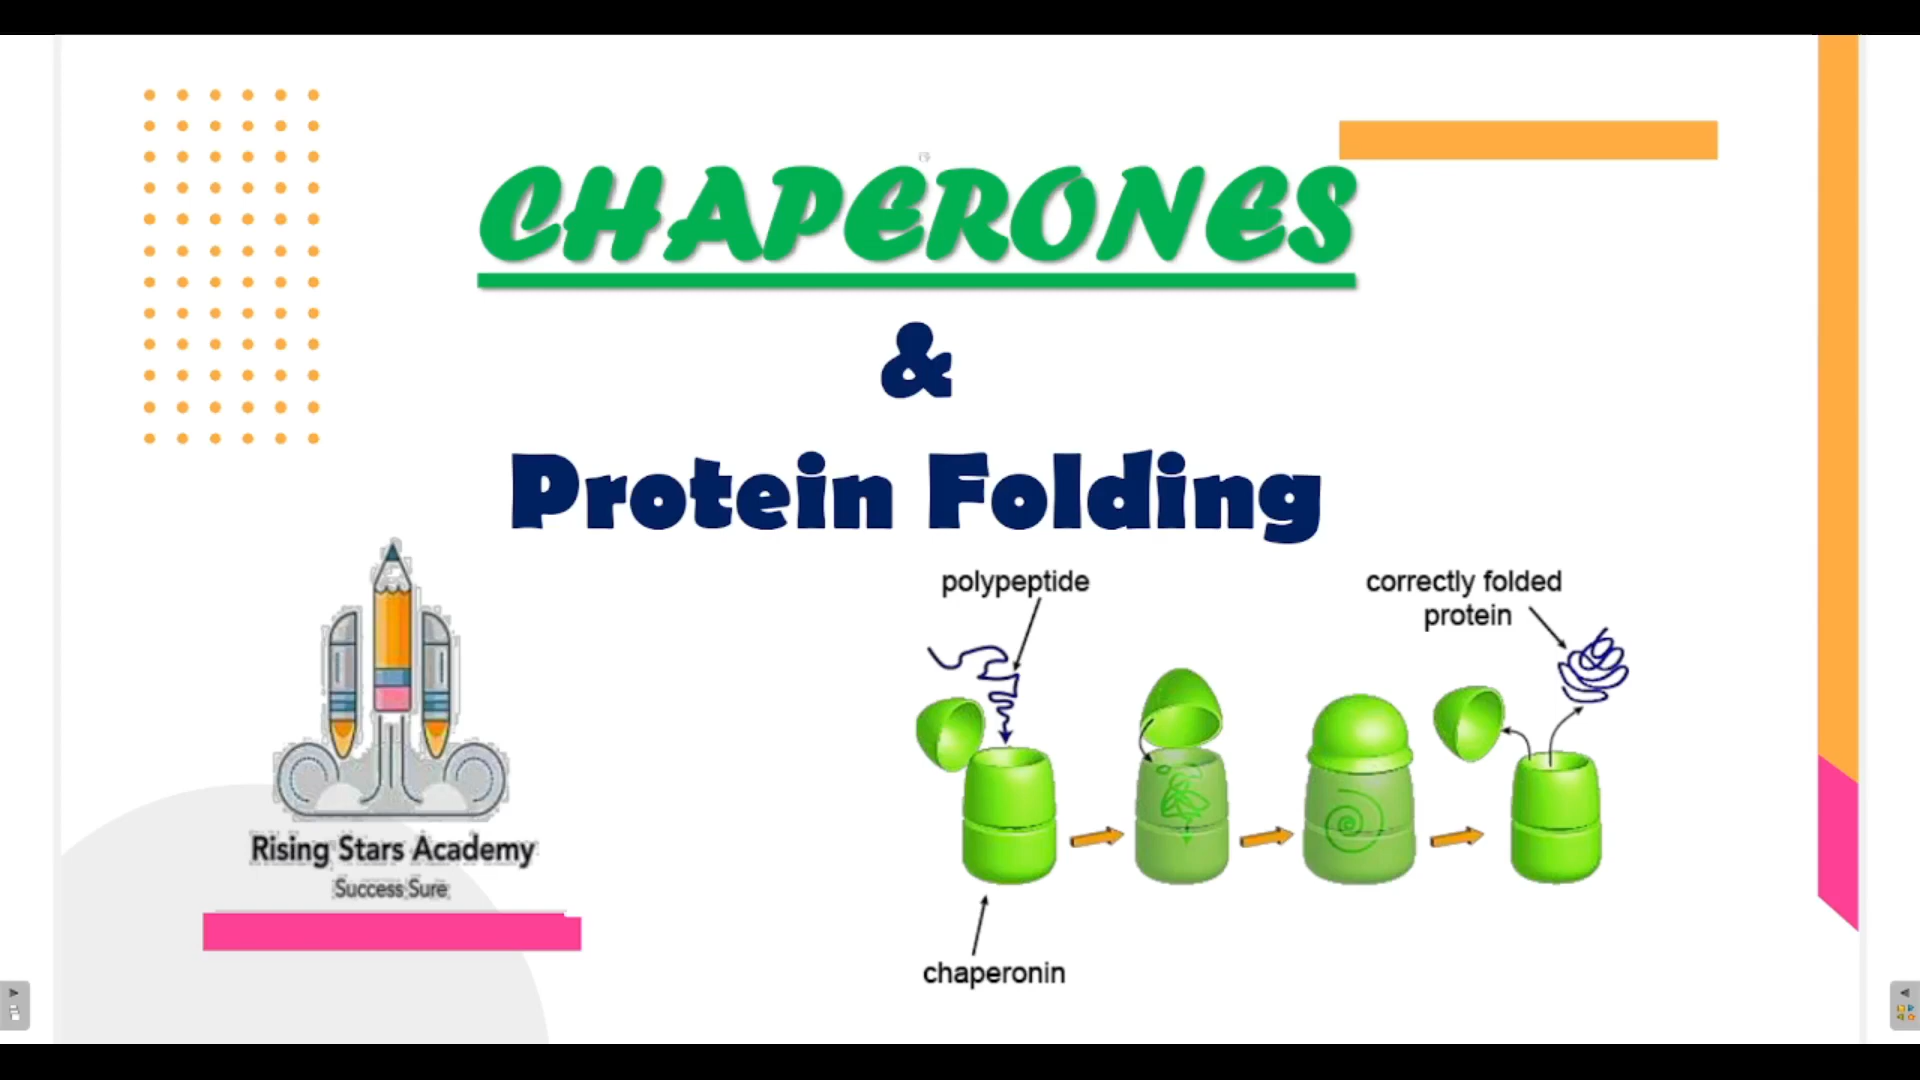 CHAPERONES
&
Protein Folding
polypeptide
correctly folded
protein
chaperonin
Rising Stars Academy
Success Sure